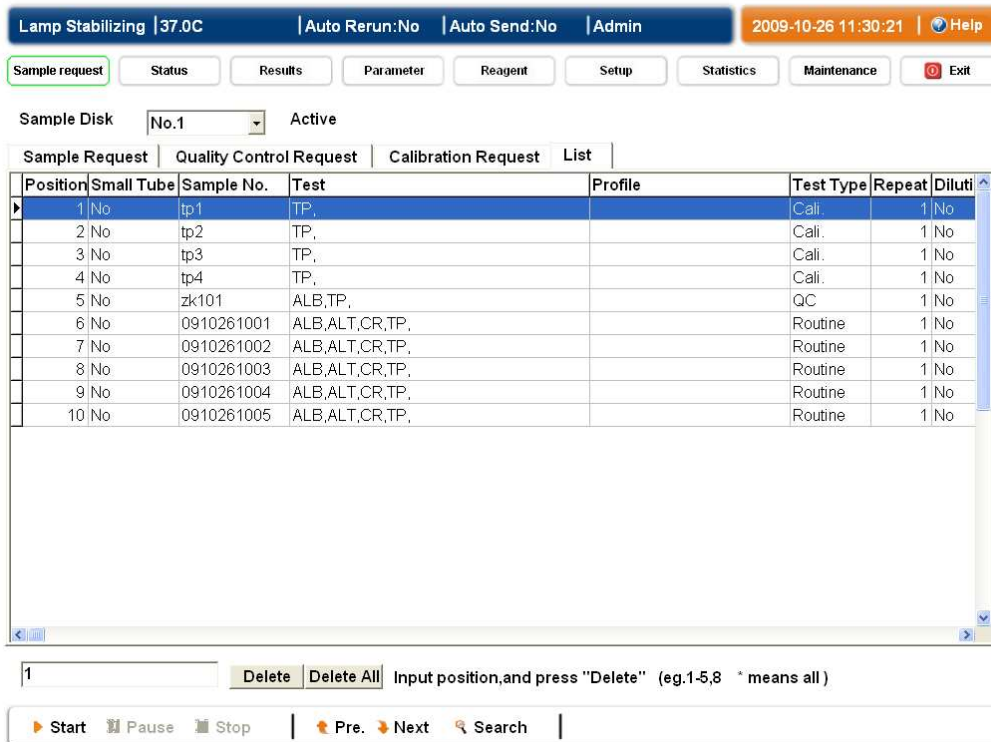 Lamp Stabilizing |37.0C |Auto Rerun:No |Auto Send:No |Admin 2009-10-26 11:30:21 | Help
Sample request Status Results Parameter Reagent Setup Statistics Maintenance Exit
Sample Disk No.1 Active
Sample Request Quality Control Request Calibration Request List
Position Small Tube Sample No. Test Profile Test Type Repeat Diluti
1 No tp1 TP, Cali. 1 No
2 No tp2 TP, Cali. 1 No
3 No tp3 TP, Cali. 1 No
4 No tp4 TP, Cali. 1 No
5 No zk101 ALB,TP, QC 1 No
6 No 0910261001 ALB,ALT,CR,TP, Routine 1 No
7 No 0910261002 ALB,ALT,CR,TP, Routine 1 No
8 No 0910261003 ALB,ALT,CR,TP, Routine 1 No
9 No 0910261004 ALB,ALT,CR,TP, Routine 1 No
10 No 0910261005 ALB,ALT,CR,TP, Routine 1 No
1 Delete Delete All Input position,and press "Delete" (eg.1-5,8 * means all )
Start Pause Stop Pre. Next Search